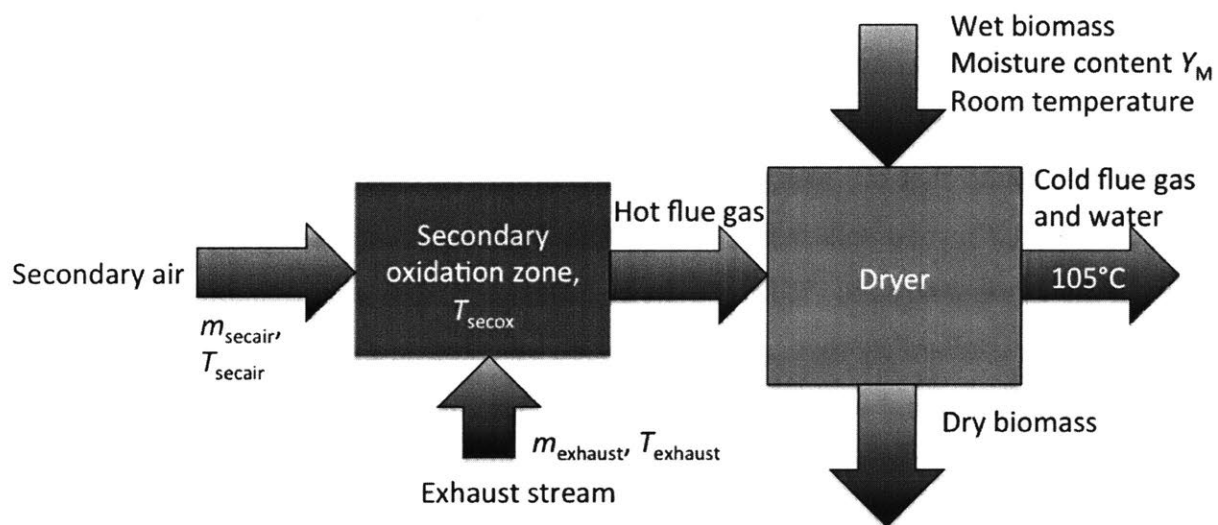 Wet biomass
Moisture content Y_M
Room temperature
Secondary air
m_secair,
T_secair
Secondary
oxidation zone,
T_secox
Hot flue gas
Dryer
Cold flue gas
and water
105°C
m_exhaust, T_exhaust
Exhaust stream
Dry biomass